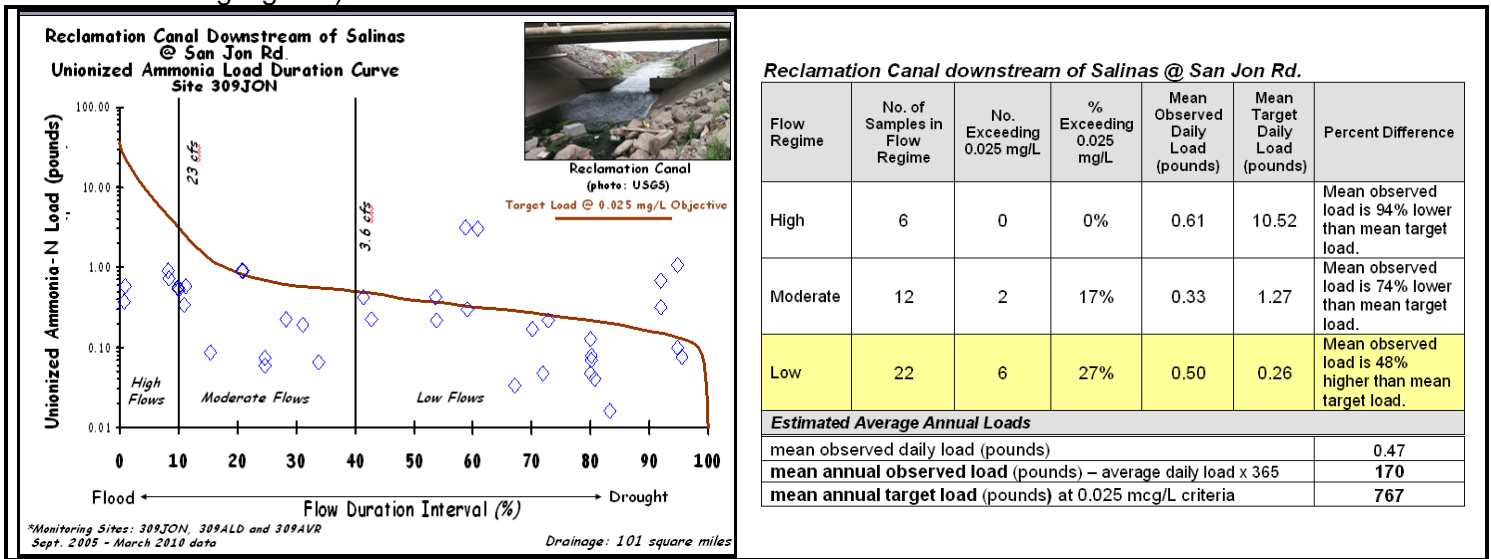 Reclamation Canal Downstream of Salinas
@ San Jon Rd.
Unionized Ammonia Load Duration Curve
Site 309JON
Unionized Ammonia-N Load (pounds)
100.00
10.00
1.00
0.10
0.01
23 cfs
3.6 cfs
Reclamation Canal
(photo: USGS)
Target Load @ 0.025 mg/L Objective
High
Flows
Moderate Flows
Low Flows
0 10 20 30 40 50 60 70 80 90 100
Flood
Drought
Flow Duration Interval (%)
*Monitoring Sites: 309JON, 309ALD and 309AVR
Sept. 2005 - March 2010 data
Drainage: 101 square miles
Reclamation Canal downstream of Salinas @ San Jon Rd.
Flow
Regime
No. of
Samples in
Flow
Regime
No.
Exceeding
0.025 mg/L
%
Exceeding
0.025
mg/L
Mean
Observed
Daily
Load
(pounds)
Mean
Target
Daily
Load
(pounds)
Percent Difference
High
6
0
0%
0.61
10.52
Mean observed
load is 94% lower
than mean target
load.
Moderate
12
2
17%
0.33
1.27
Mean observed
load is 74% lower
than mean target
load.
Low
22
6
27%
0.50
0.26
Mean observed
load is 48%
higher than mean
target load.
Estimated Average Annual Loads
mean observed daily load (pounds) 0.47
mean annual observed load (pounds) – average daily load x 365 170
mean annual target load (pounds) at 0.025 mcg/L criteria 767